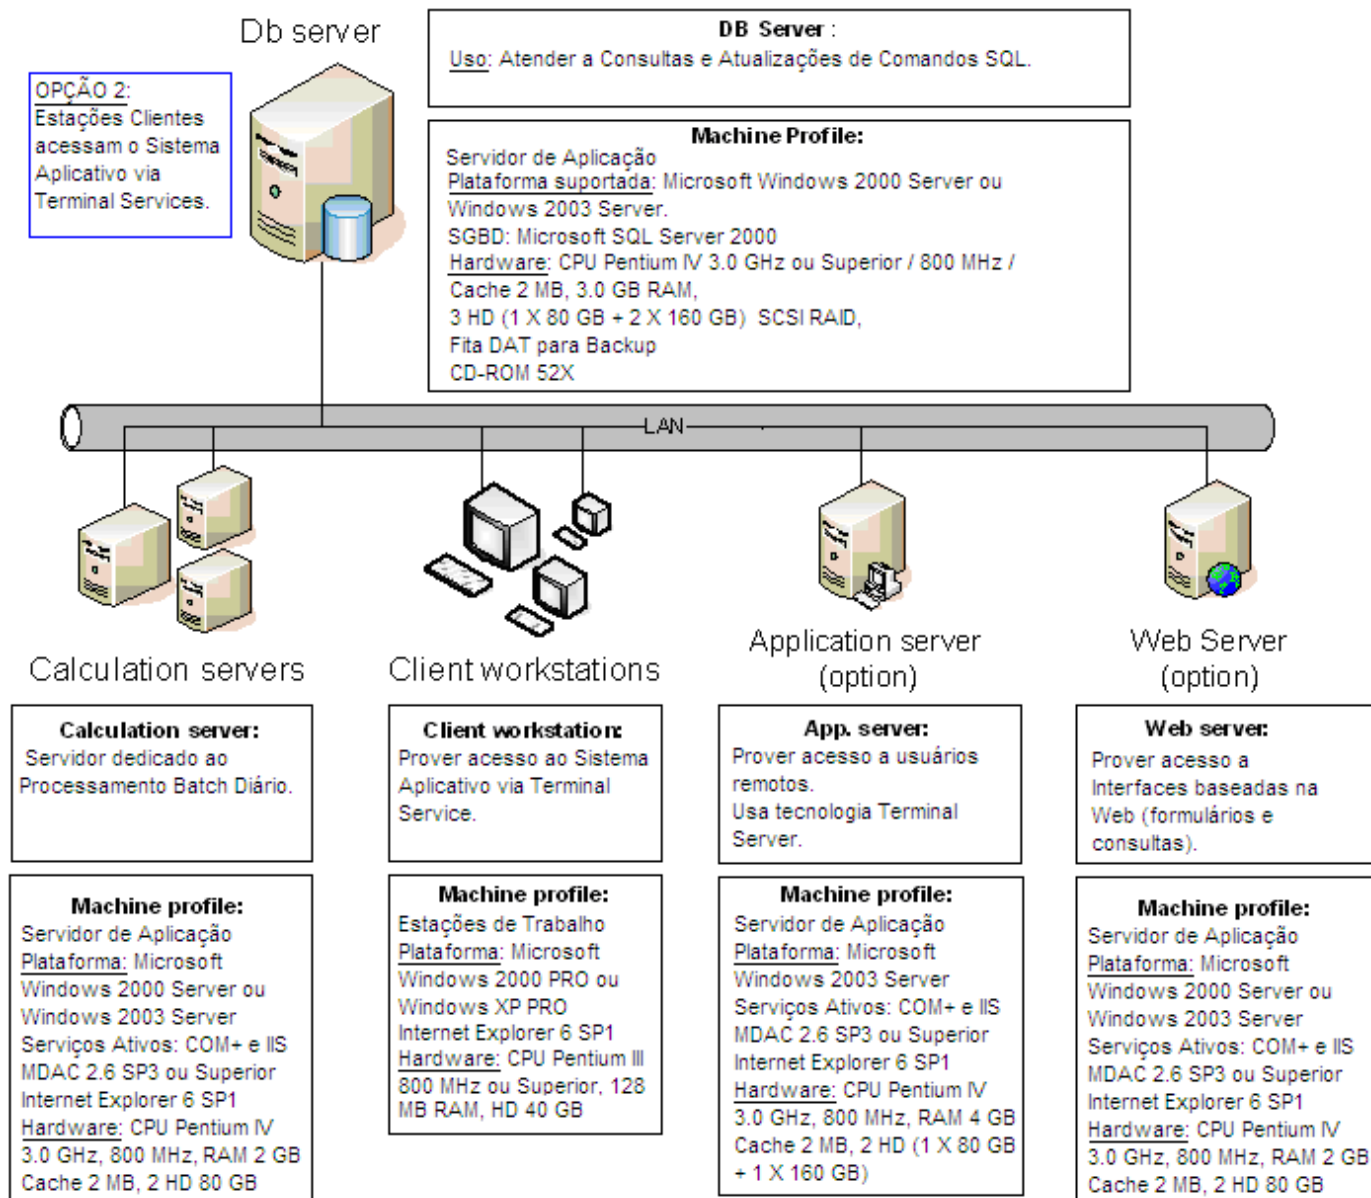 Db server
OPÇÃO 2:
Estações Clientes
acessam o Sistema
Aplicativo via
Terminal Services.
DB Server :
Uso: Atender a Consultas e Atualizações de Comandos SQL.
Machine Profile:
Servidor de Aplicação
Plataforma suportada: Microsoft Windows 2000 Server ou
Windows 2003 Server.
SGBD: Microsoft SQL Server 2000
Hardware: CPU Pentium IV 3.0 GHz ou Superior / 800 MHz /
Cache 2 MB, 3.0 GB RAM,
3 HD (1 X 80 GB + 2 X 160 GB) SCSI RAID,
Fita DAT para Backup
CD-ROM 52X
LAN
Calculation servers
Calculation server:
Servidor dedicado ao
Processamento Batch Diário.
Machine profile:
Servidor de Aplicação
Plataforma: Microsoft
Windows 2000 Server ou
Windows 2003 Server
Serviços Ativos: COM+ e IIS
MDAC 2.6 SP3 ou Superior
Internet Explorer 6 SP1
Hardware: CPU Pentium IV
3.0 GHz, 800 MHz, RAM 2 GB
Cache 2 MB, 2 HD 80 GB
Client workstations
Client workstation:
Prover acesso ao Sistema
Aplicativo via Terminal
Service.
Machine profile:
Estações de Trabalho
Plataforma: Microsoft
Windows 2000 PRO ou
Windows XP PRO
Internet Explorer 6 SP1
Hardware: CPU Pentium III
800 MHz ou Superior, 128
MB RAM, HD 40 GB
Application server
(option)
App. server:
Prover acesso a usuários
remotos.
Usa tecnologia Terminal
Server.
Machine profile:
Servidor de Aplicação
Plataforma: Microsoft
Windows 2003 Server
Serviços Ativos: COM+ e IIS
MDAC 2.6 SP3 ou Superior
Internet Explorer 6 SP1
Hardware: CPU Pentium IV
3.0 GHz, 800 MHz, RAM 4 GB
Cache 2 MB, 2 HD (1 X 80 GB
+ 1 X 160 GB)
Web Server
(option)
Web server:
Prover acesso a
Interfaces baseadas na
Web (formulários e
consultas).
Machine profile:
Servidor de Aplicação
Plataforma: Microsoft
Windows 2000 Server ou
Windows 2003 Server
Serviços Ativos: COM+ e IIS
MDAC 2.6 SP3 ou Superior
Internet Explorer 6 SP1
Hardware: CPU Pentium IV
3.0 GHz, 800 MHz, RAM 2 GB
Cache 2 MB, 2 HD 80 GB